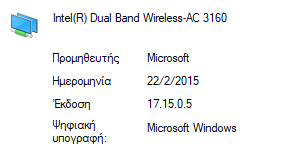 Intel(R) Dual Band Wireless-AC 3160
Προμηθευτής Microsoft
Ημερομηνία 22/2/2015
Έκδοση 17.15.0.5
Ψηφιακή υπογραφή: Microsoft Windows